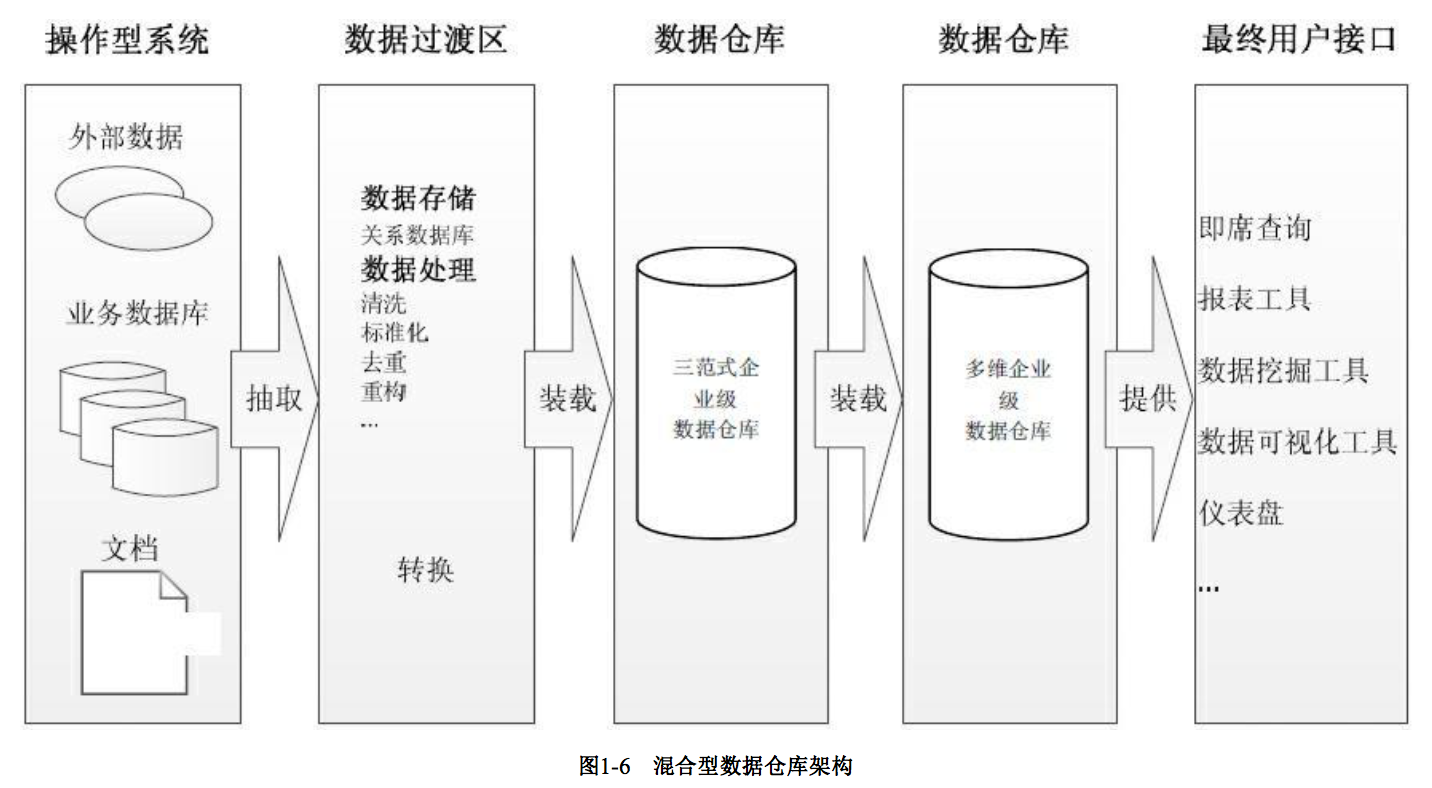 操作型系统
数据过渡区
数据仓库
数据仓库
最终用户接口
外部数据
业务数据库
文档
抽取
数据存储
关系数据库
数据处理
清洗
标准化
去重
重构
...
转换
装载
三范式企
业级
数据仓库
装载
多维企业
级
数据仓库
提供
即席查询
报表工具
数据挖掘工具
数据可视化工具
仪表盘
...
图1-6 混合型数据仓库架构